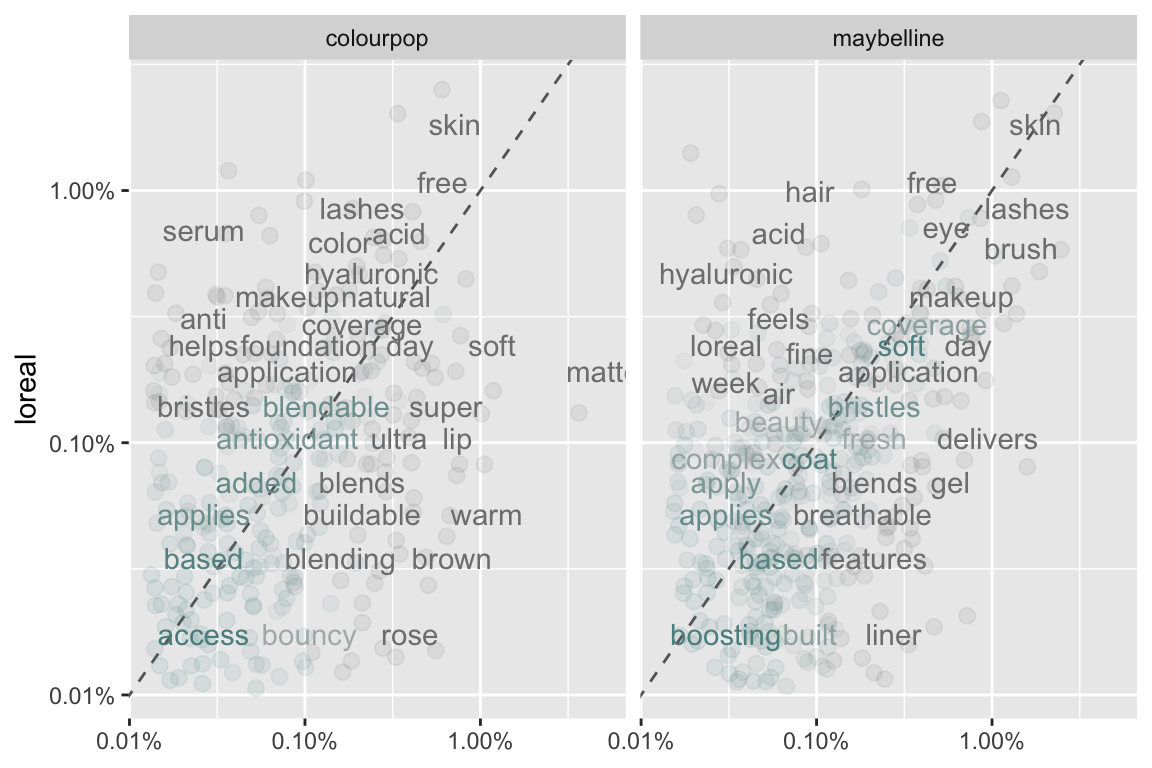 colourpop maybelline
skin skin
1.00% free hair free
lashes lashes
serum color acid acid eye brush
hyaluronic hyaluronic
makeup natural makeup
anti coverage feels coverage
helps foundation day soft loreal fine soft day
application matte application
week air
loreal
bristles blendable super beauty bristles
0.10% antioxidant ultra lip fresh delivers
complex coat
added blends apply blends gel
applies buildable warm applies breathable
based blending brown based features
access bouncy rose boosting built liner
0.01%
0.01% 0.10% 1.00% 0.01% 0.10% 1.00%